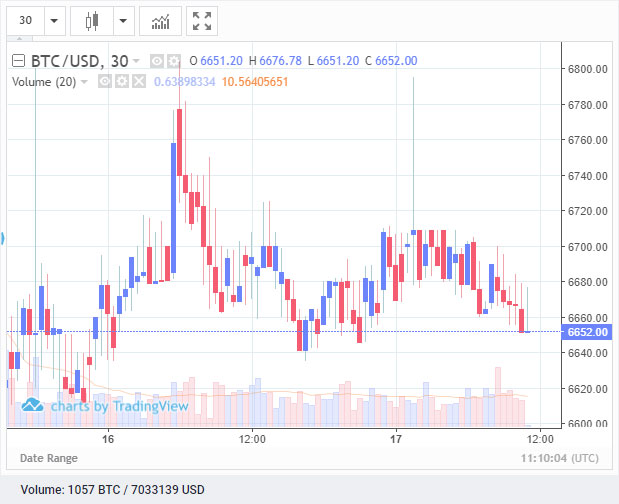 30
BTC/USD, 30 O 6651.20 H 6676.78 L 6651.20 C 6652.00
Volume (20) 0.63898334 10.56405651
6800.00
6780.00
6760.00
6740.00
6720.00
6700.00
6680.00
6660.00
6652.00
6640.00
6620.00
6600.00
charts by TradingView
16 12:00 17 12:00
Date Range 11:10:04 (UTC)
Volume: 1057 BTC / 7033139 USD